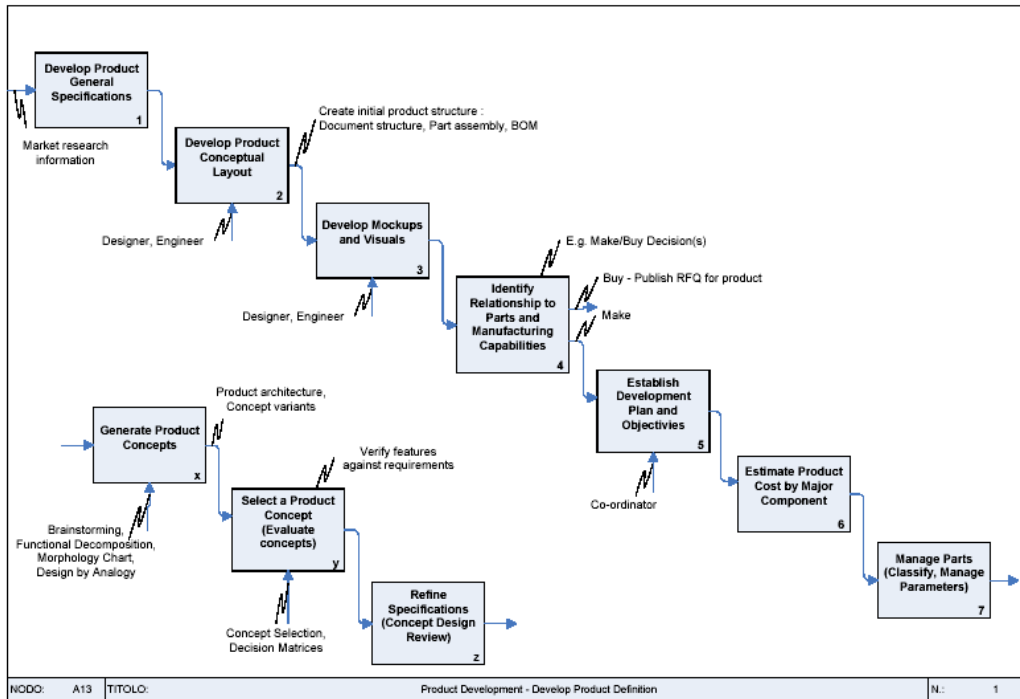 Develop Product
General
Specifications
1
Market research
information
Create initial product structure :
Document structure, Part assembly, BOM
Develop Product
Conceptual
Layout
2
Designer, Engineer
Develop Mockups
and Visuals
3
Designer, Engineer
E.g. Make/Buy Decision(s)
Identify
Relationship to
Parts and
Manufacturing
Capabilities
4
Buy - Publish RFQ for product
Make
Establish
Development
Plan and
Objectivies
5
Co-ordinator
Estimate Product
Cost by Major
Component
6
Manage Parts
(Classify, Manage
Parameters)
7
Product architecture,
Concept variants
Generate Product
Concepts
x
Brainstorming,
Functional Decomposition,
Morphology Chart,
Design by Analogy
Verify features
against requirements
Select a Product
Concept
(Evaluate
concepts)
y
Concept Selection,
Decision Matrices
Refine
Specifications
(Concept Design
Review)
z
NODO: A13 TITOLO: Product Development - Develop Product Definition N.: 1